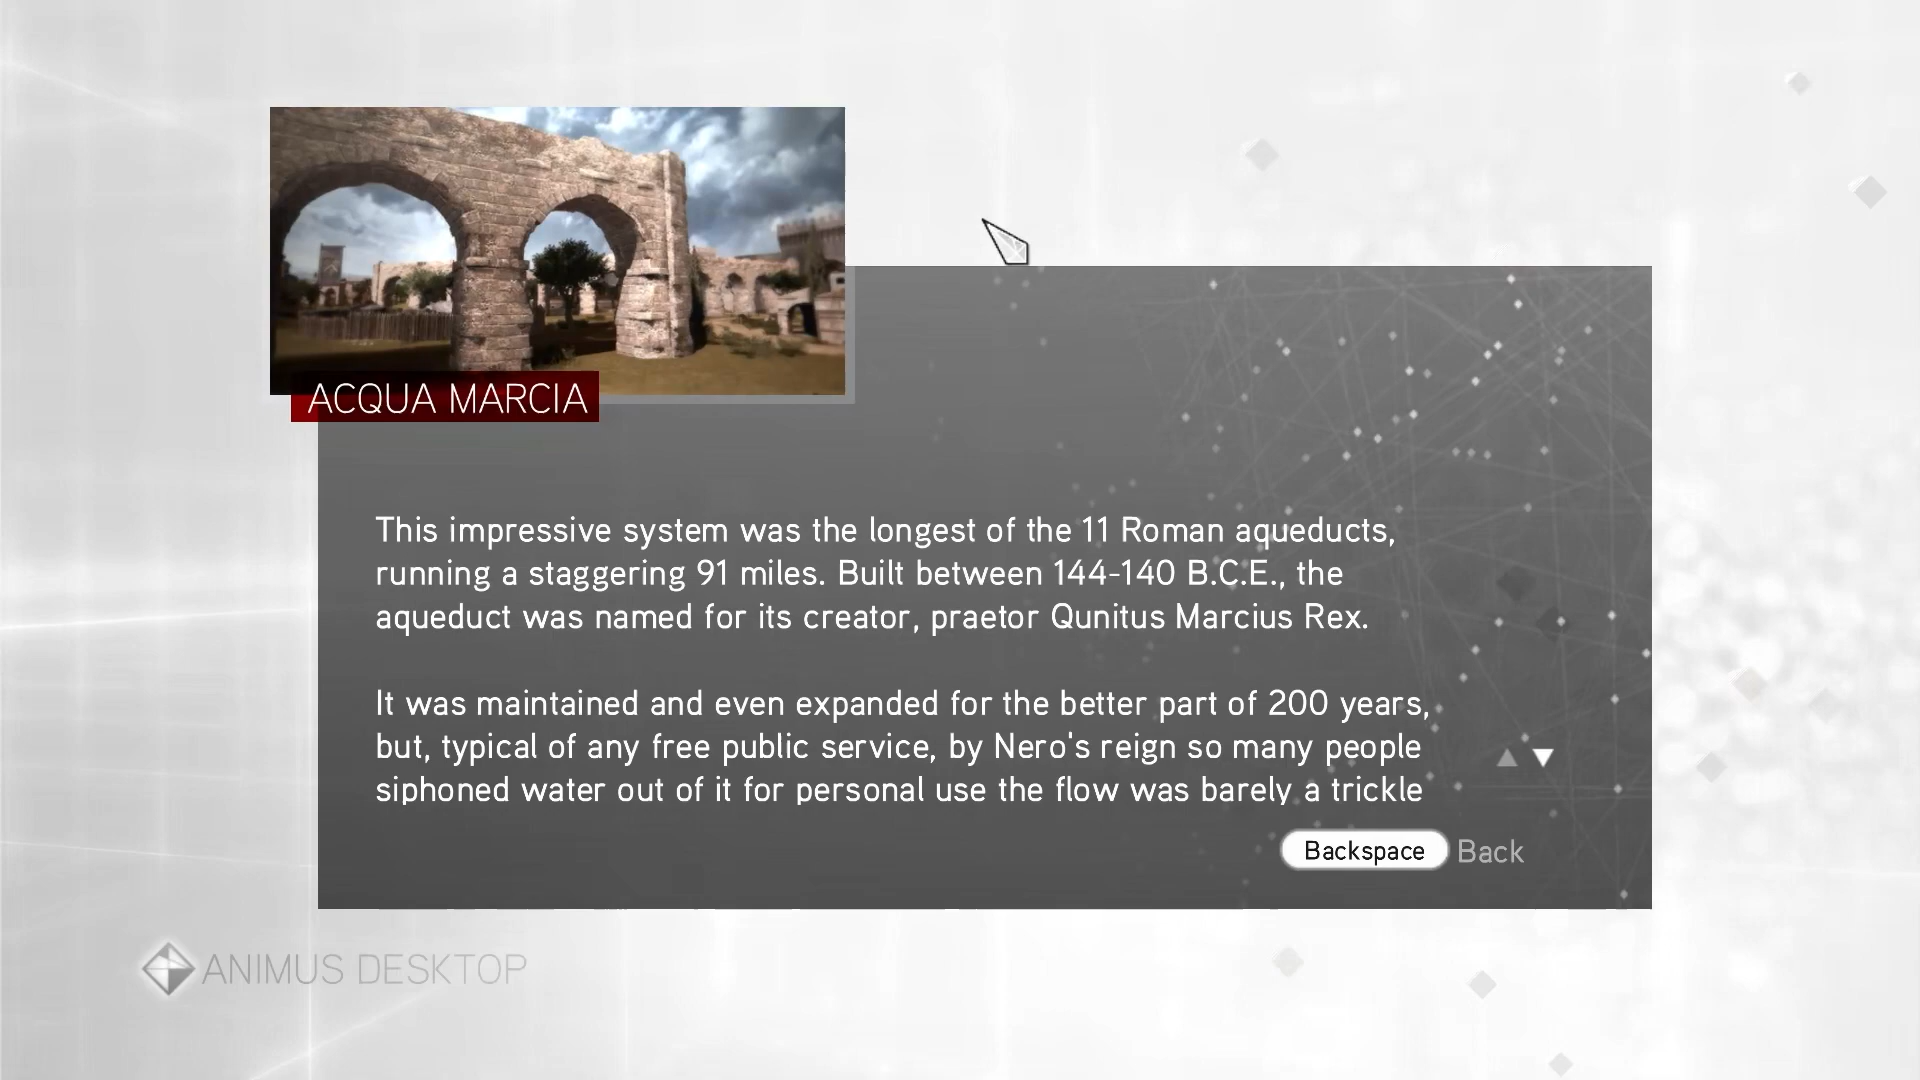 ACQUA MARCIA
This impressive system was the longest of the 11 Roman aqueducts,
running a staggering 91 miles. Built between 144-140 B.C.E., the
aqueduct was named for its creator, praetor Qunitus Marcius Rex.
It was maintained and even expanded for the better part of 200 years,
but, typical of any free public service, by Nero's reign so many people
siphoned water out of it for personal use the flow was barely a trickle
Backspace Back
ANIMUS DESKTOP